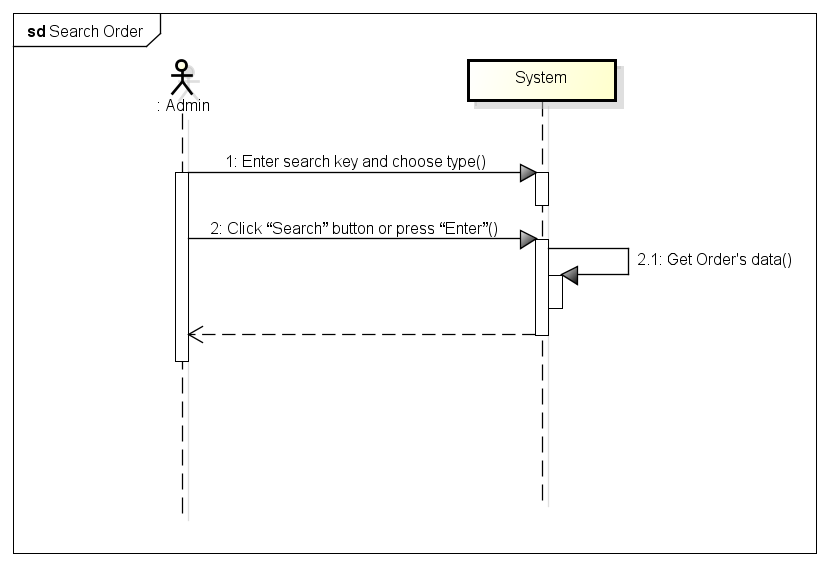 sd Search Order
: Admin
System
1: Enter search key and choose type()
2: Click “Search” button or press “Enter”()
2.1: Get Order's data()